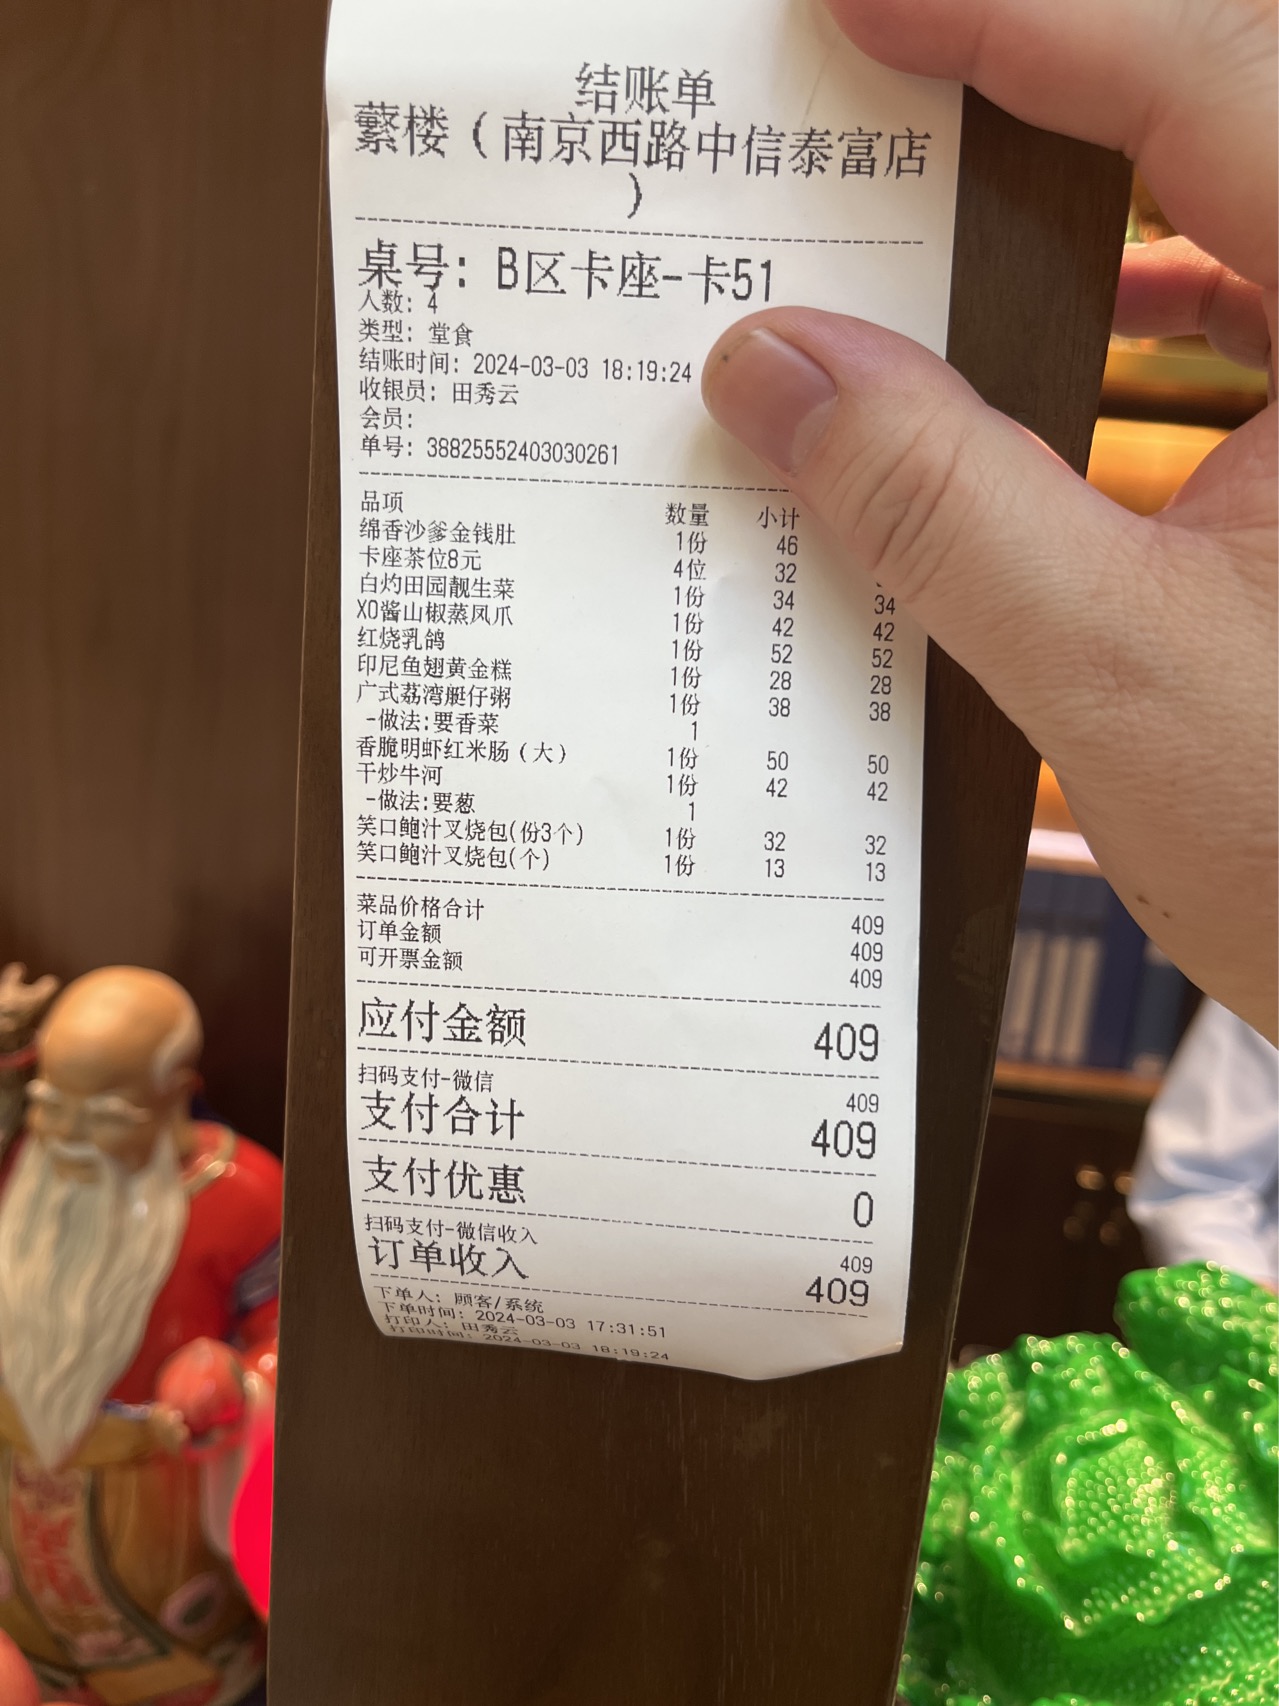 结账单
蘩楼（南京西路中信泰富店
）
桌号: B区卡座-卡51
人数: 4
类型: 堂食
结账时间: 2024-03-03 18:19:24
收银员: 田秀云
会员:
单号: 38825552403030261
品项 数量 小计
绵香沙爹金钱肚 1份 46
卡座茶位8元 4位 32
白灼田园靓生菜 1份 34 34
XO酱山椒蒸凤爪 1份 42 42
红烧乳鸽 1份 52 52
印尼鱼翅黄金糕 1份 28 28
广式荔湾艇仔粥 1份 38 38
-做法:要香菜 1
香脆明虾红米肠（大） 1份 50 50
干炒牛河 1份 42 42
-做法:要葱 1
笑口鲍汁叉烧包(份3个) 1份 32 32
笑口鲍汁叉烧包(个) 1份 13 13
菜品价格合计 409
订单金额 409
可开票金额 409
应付金额 409
扫码支付-微信 409
支付合计 409
支付优惠 0
扫码支付-微信收入 409
订单收入 409
下单人: 顾客/系统
下单时间: 2024-03-03 17:31:51
打印人: 田秀云
打印时间: 2024-03-03 18:19:24